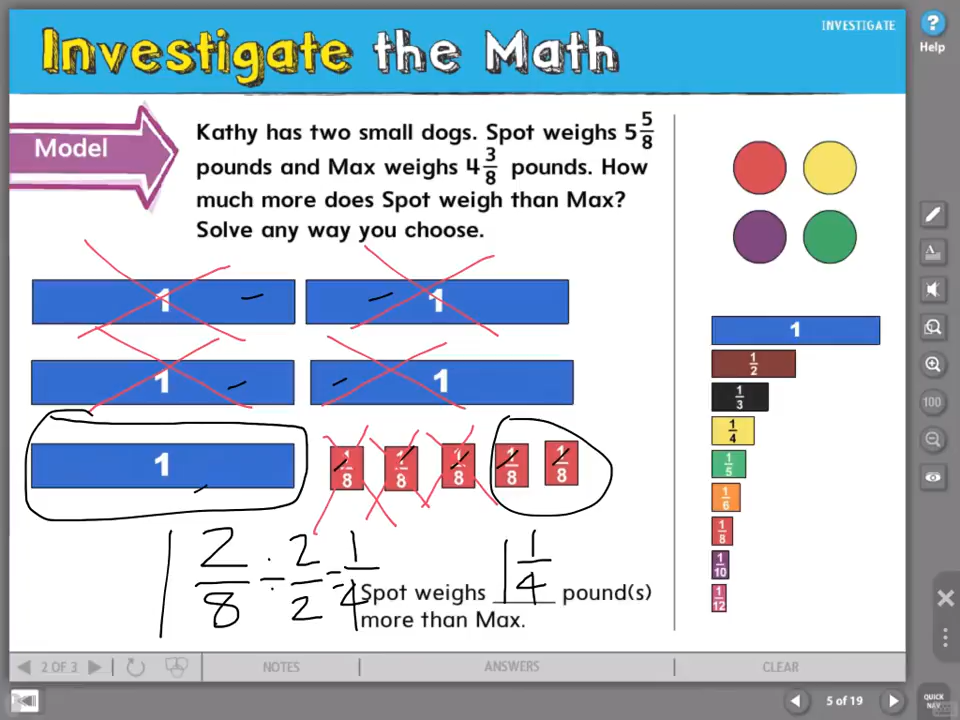 INVESTIGATE
Investigate the Math
? Help
Model
Kathy has two small dogs. Spot weighs 5 5/8
pounds and Max weighs 4 3/8 pounds. How
much more does Spot weigh than Max?
Solve any way you choose.
1 1
1 1
1 1/8 1/8 1/8 1/8 1/8
1
1/2
1/3
1/4
1/5
1/6
1/8
1/10
1/12
100
1 2/8 ÷ 2/2 = 1/4
Spot weighs 1 1/4 pound(s)
more than Max.
2 OF 3 NOTES ANSWERS CLEAR
5 of 19
QUICK
NAV